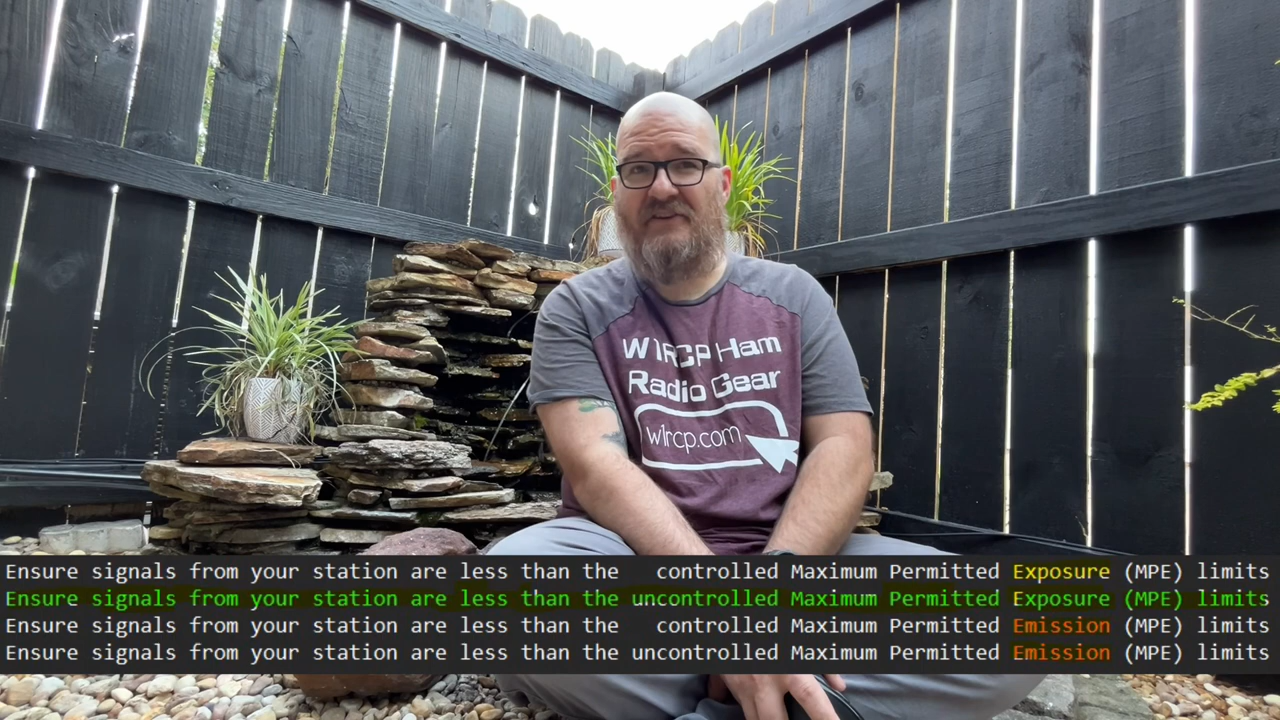 W1RCP Ham
Radio Gear
w1rcp.com
Ensure signals from your station are less than the   controlled Maximum Permitted Exposure (MPE) limits
Ensure signals from your station are less than the uncontrolled Maximum Permitted Exposure (MPE) limits
Ensure signals from your station are less than the   controlled Maximum Permitted Emission (MPE) limits
Ensure signals from your station are less than the uncontrolled Maximum Permitted Emission (MPE) limits